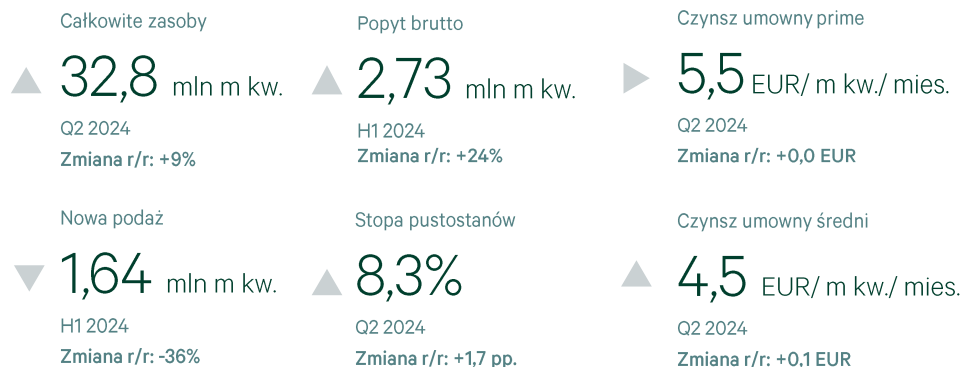 Całkowite zasoby
32,8 mln m kw.
Q2 2024
Zmiana r/r: +9%
Popyt brutto
2,73 mln m kw.
H1 2024
Zmiana r/r: +24%
Czynsz umowny prime
5,5 EUR/ m kw./ mies.
Q2 2024
Zmiana r/r: +0,0 EUR
Nowa podaż
1,64 mln m kw.
H1 2024
Zmiana r/r: -36%
Stopa pustostanów
8,3%
Q2 2024
Zmiana r/r: +1,7 pp.
Czynsz umowny średni
4,5 EUR/ m kw./ mies.
Q2 2024
Zmiana r/r: +0,1 EUR